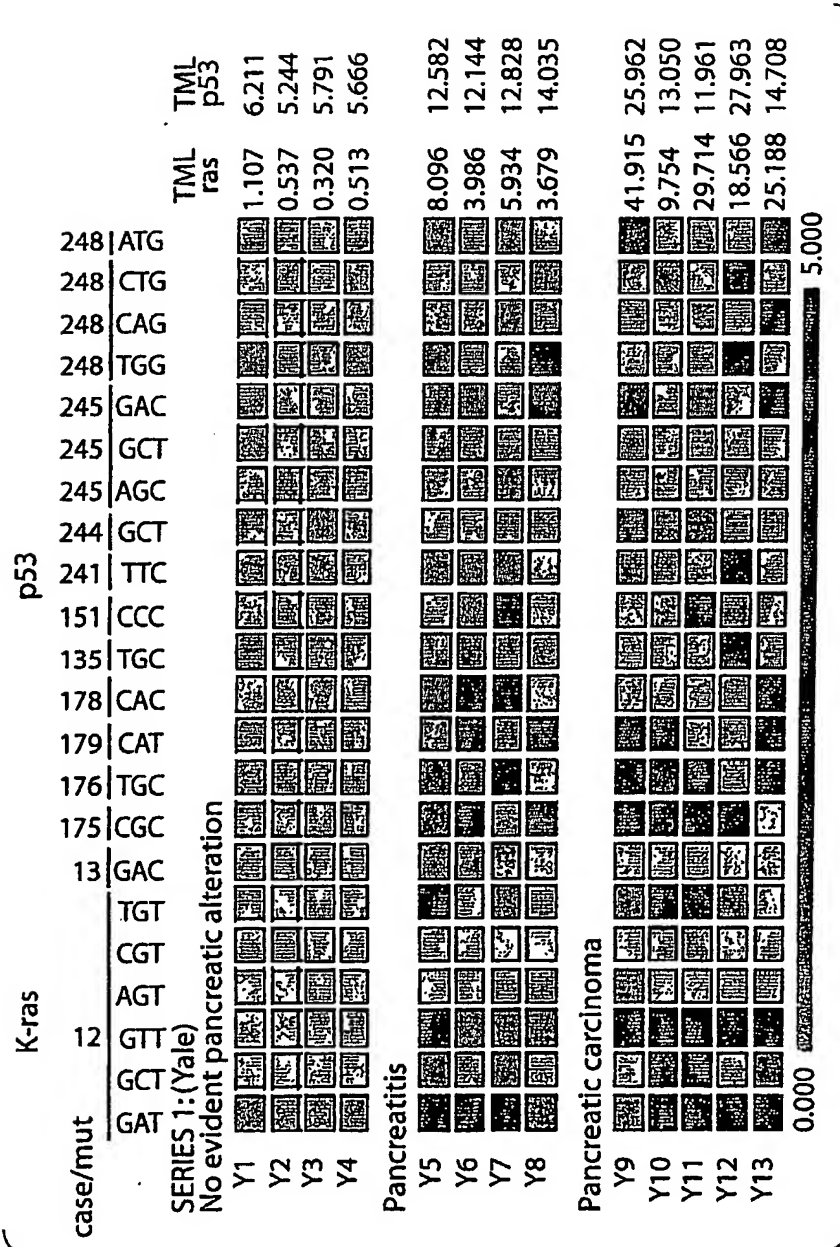 K-ras p53
case/mut 12 13 175 176 179 178 135 151 241 244 245 245 245 248 248 248 248 TML TML
GAT GCT GTT AGT CGT TGT GAC CGC TGC CAT CAC TGC CCC TTC GCT AGC GCT GAC TGG CAG CTG ATG ras p53
SERIES 1:(Yale)
No evident pancreatic alteration
Y1 1.107 6.211
Y2 0.537 5.244
Y3 0.320 5.791
Y4 0.513 5.666
Pancreatitis
Y5 8.096 12.582
Y6 3.986 12.144
Y7 5.934 12.828
Y8 3.679 14.035
Pancreatic carcinoma
Y9 41.915 25.962
Y10 9.754 13.050
Y11 29.714 11.961
Y12 18.566 27.963
Y13 25.188 14.708
0.000 5.000